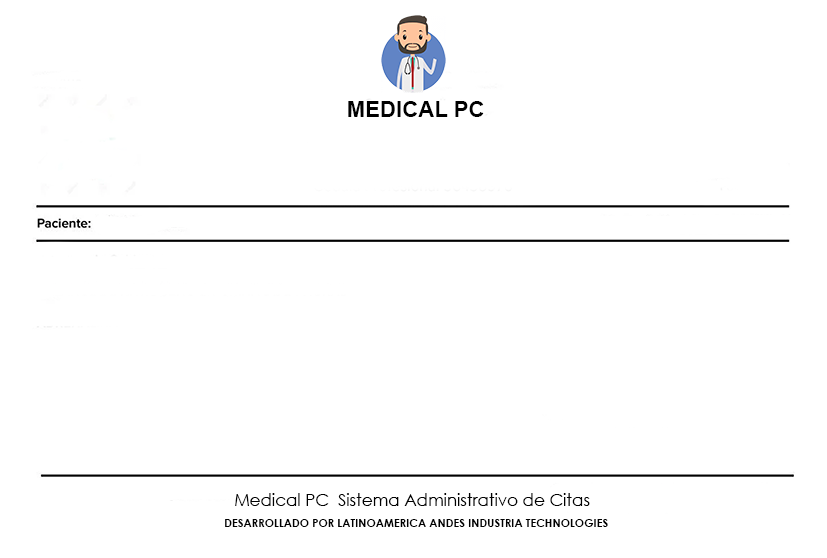 MEDICAL PC
Paciente:
Medical PC Sistema Administrativo de Citas
DESARROLLADO POR LATINOAMERICA ANDES INDUSTRIA TECHNOLOGIES